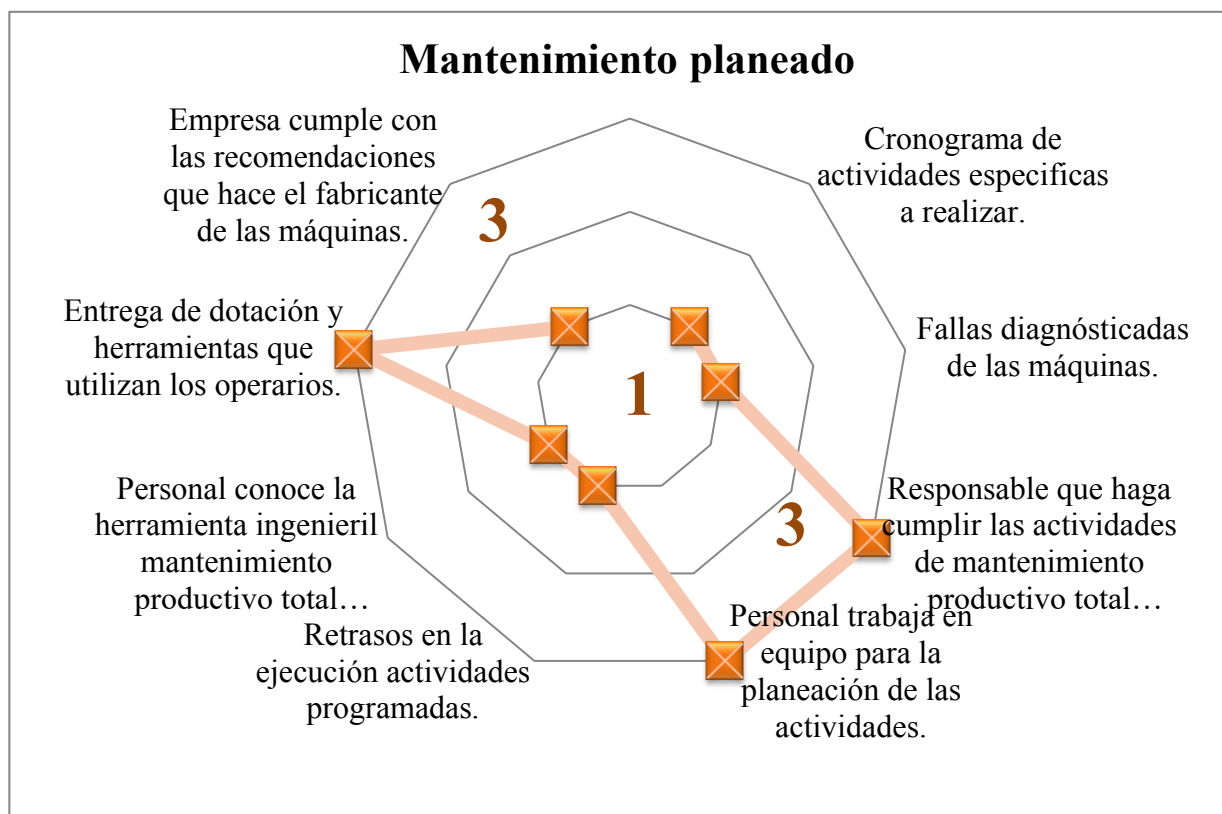 Mantenimiento planeado
Empresa cumple con
las recomendaciones
que hace el fabricante
de las máquinas.
3
Cronograma de
actividades especificas
a realizar.
Entrega de dotación y
herramientas que
utilizan los operarios.
1
Fallas diagnósticadas
de las máquinas.
Personal conoce la
herramienta ingenieril
mantenimiento
productivo total…
3
Responsable que haga
cumplir las actividades
de mantenimiento
productivo total…
Retrasos en la
ejecución actividades
programadas.
Personal trabaja en
equipo para la
planeación de las
actividades.